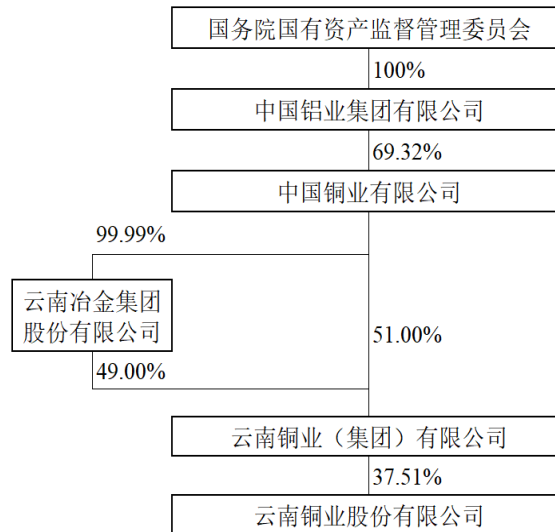 国务院国有资产监督管理委员会
100%
中国铝业集团有限公司
69.32%
中国铜业有限公司
99.99%
云南冶金集团
股份有限公司
51.00%
49.00%
云南铜业（集团）有限公司
37.51%
云南铜业股份有限公司